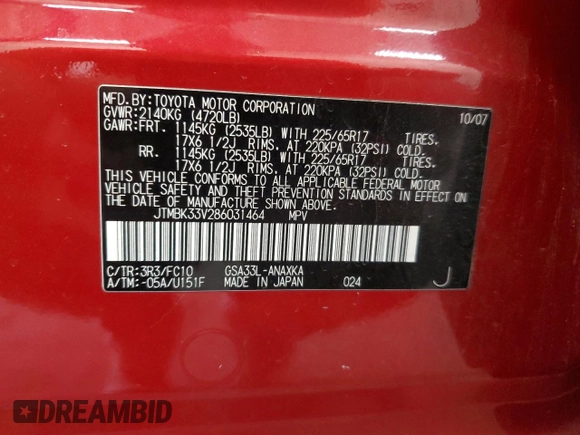 MFD.BY:TOYOTA MOTOR CORPORATION 10/07
GVWR:2140KG (4720LB)
GAWR:FRT. 1145KG (2535LB) WITH 225/65R17 TIRES.
17X6 1/2J RIMS. AT 220KPA (32PSI) COLD.
RR. 1145KG (2535LB) WITH 225/65R17 TIRES.
17X6 1/2J RIMS. AT 220KPA (32PSI) COLD.
THIS VEHICLE CONFORMS TO ALL APPLICABLE FEDERAL MOTOR
VEHICLE SAFETY AND THEFT PREVENTION STANDARDS IN EFFECT ON
THE DATE OF MANUFACTURE SHOWN ABOVE.
JTMBK33V286031464 MPV
C/TR:3R3/FC10 GSA33L-ANAXKA
A/TM:-05A/U151F MADE IN JAPAN 024 J
DREAMBID